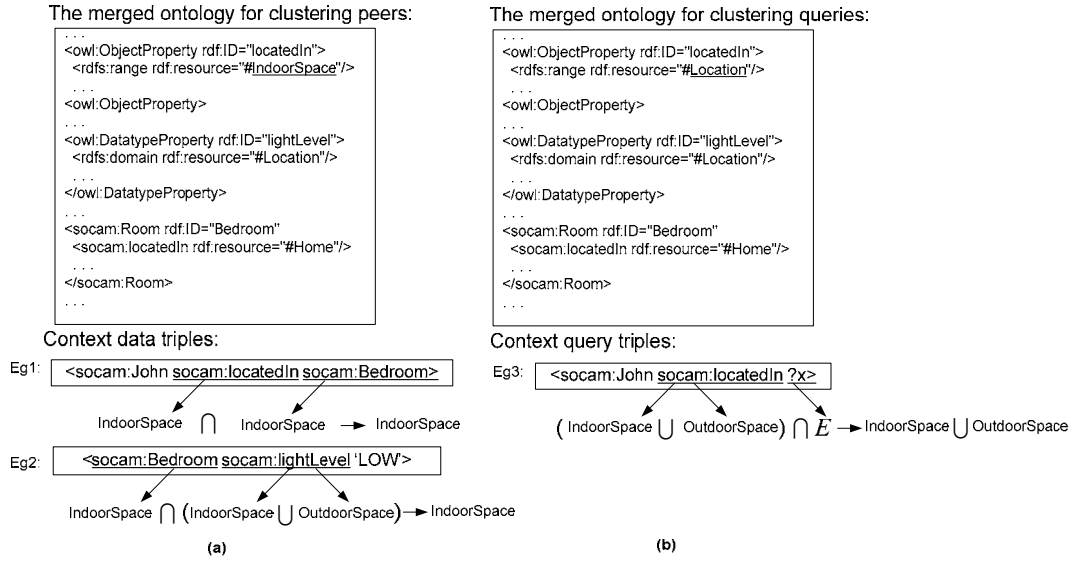 The merged ontology for clustering peers:
. . .
<owl:ObjectProperty rdf:ID="locatedIn">
<rdfs:range rdf:resource="#IndoorSpace"/>
. . .
<owl:ObjectProperty>
. . .
<owl:DatatypeProperty rdf:ID="lightLevel">
<rdfs:domain rdf:resource="#Location"/>
. . .
</owl:DatatypeProperty>
. . .
<socam:Room rdf:ID="Bedroom"
<socam:locatedIn rdf:resource="#Home"/>
. . .
</socam:Room>
. . .
Context data triples:
Eg1: <socam:John socam:locatedIn socam:Bedroom>
IndoorSpace ⋂ IndoorSpace → IndoorSpace
Eg2: <socam:Bedroom socam:lightLevel 'LOW'>
IndoorSpace ⋂ (IndoorSpace ⋃ OutdoorSpace) → IndoorSpace
(a)
The merged ontology for clustering queries:
. . .
<owl:ObjectProperty rdf:ID="locatedIn">
<rdfs:range rdf:resource="#Location"/>
. . .
<owl:ObjectProperty>
. . .
<owl:DatatypeProperty rdf:ID="lightLevel">
<rdfs:domain rdf:resource="#Location"/>
. . .
</owl:DatatypeProperty>
. . .
<socam:Room rdf:ID="Bedroom"
<socam:locatedIn rdf:resource="#Home"/>
. . .
</socam:Room>
. . .
Context query triples:
Eg3: <socam:John socam:locatedIn ?x>
( IndoorSpace ⋃ OutdoorSpace ) ⋂ E → IndoorSpace ⋃ OutdoorSpace
(b)